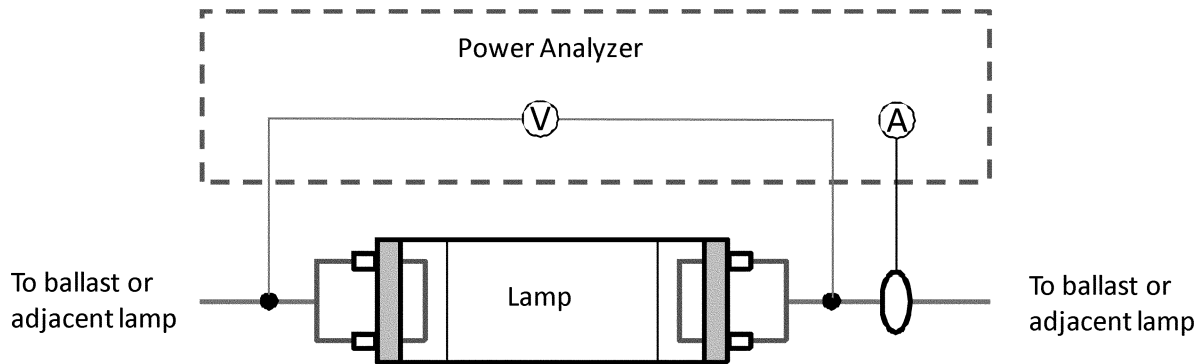 Power Analyzer
V
A
To ballast or
adjacent lamp
Lamp
To ballast or
adjacent lamp